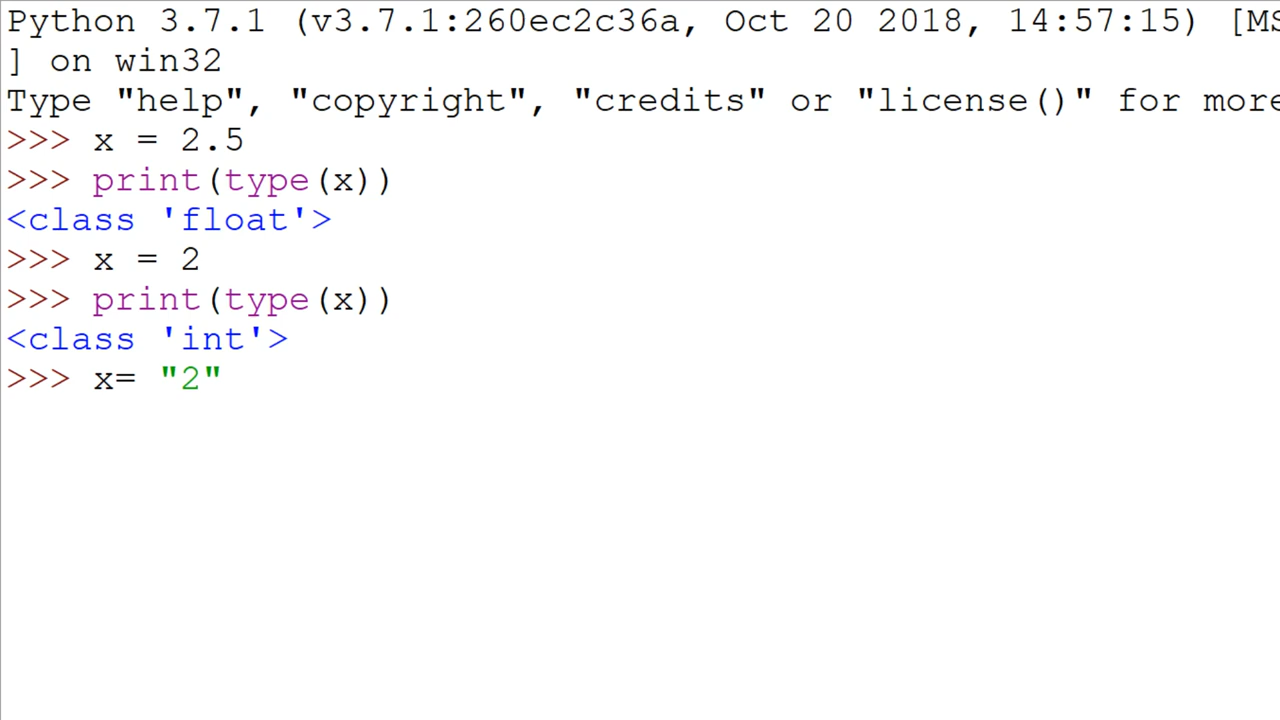 Python 3.7.1 (v3.7.1:260ec2c36a, Oct 20 2018, 14:57:15) [MS
] on win32
Type "help", "copyright", "credits" or "license()" for more
>>> x = 2.5
>>> print(type(x))
<class 'float'>
>>> x = 2
>>> print(type(x))
<class 'int'>
>>> x= "2"